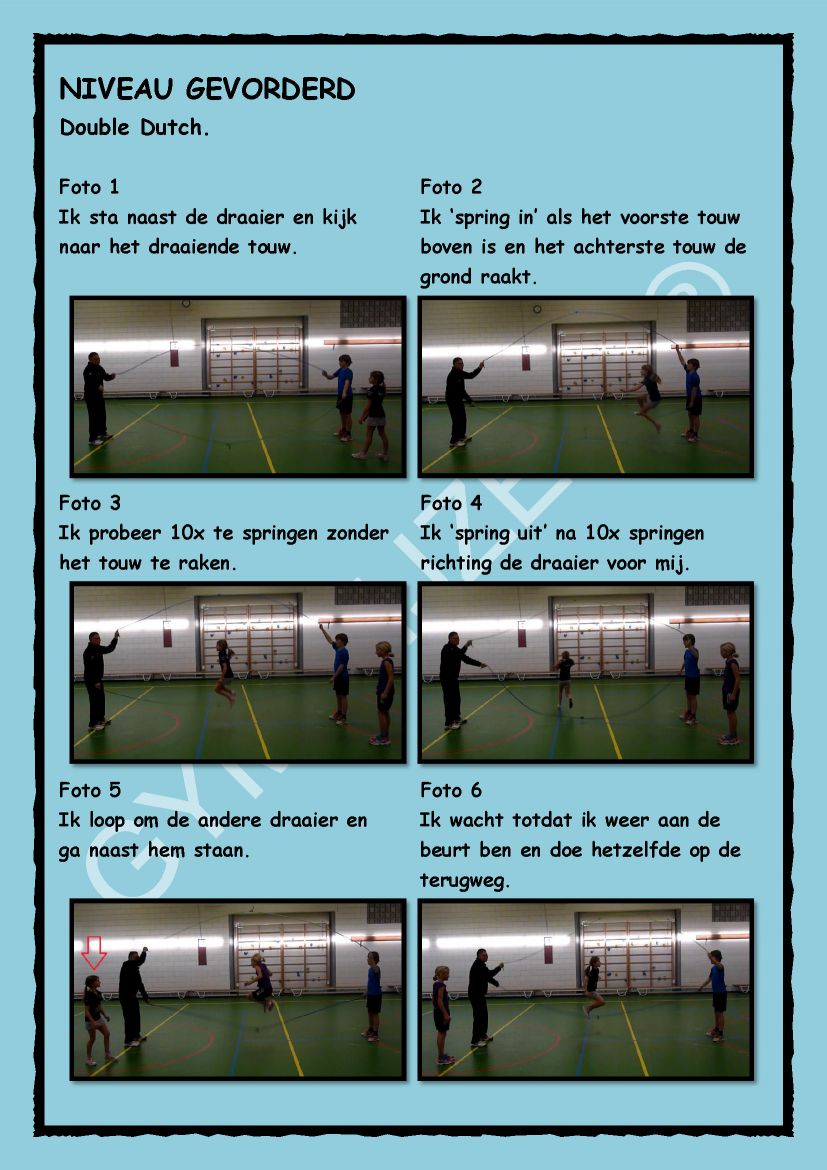 NIVEAU GEVORDERD
Double Dutch.
Foto 1
Ik sta naast de draaier en kijk
naar het draaiende touw.
Foto 2
Ik ‘spring in’ als het voorste touw
boven is en het achterste touw de
grond raakt.
Foto 3
Ik probeer 10x te springen zonder
het touw te raken.
Foto 4
Ik ‘spring uit’ na 10x springen
richting de draaier voor mij.
Foto 5
Ik loop om de andere draaier en
ga naast hem staan.
Foto 6
Ik wacht totdat ik weer aan de
beurt ben en doe hetzelfde op de
terugweg.